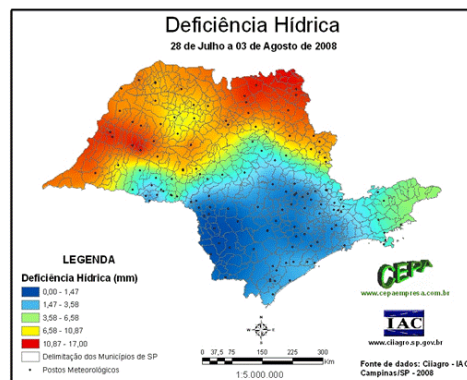 Deficiência Hídrica
28 de Julho a 03 de Agosto de 2008
LEGENDA
Deficiência Hídrica (mm)
0,00 - 1,47
1,47 - 3,58
3,58 - 6,58
6,58 - 10,87
10,87 - 17,00
Delimitação dos Municípios de SP
Postos Meteorológicos
N
W E
S
0 37,5 75 150 225 300
Km
1:5.000.000
CEPA
www.cepaempresa.com.br
IAC
www.ciiagro.sp.gov.br
Fonte de dados: Ciiagro - IAC
Campinas/SP - 2008